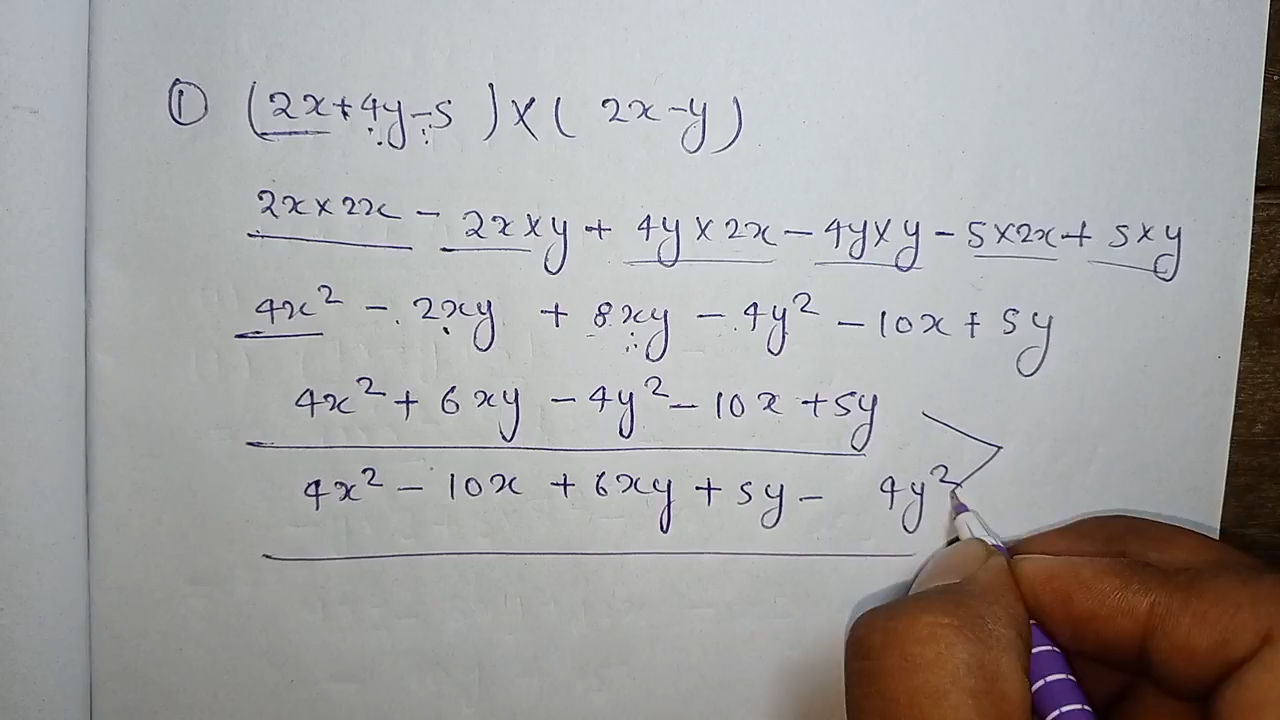 ① (2x+4y-5)×(2x-y)
2x×2x - 2x×y + 4y×2x - 4y×y - 5×2x + 5×y
4x² - 2xy + 8xy - 4y² - 10x + 5y
4x² + 6xy - 4y² - 10x + 5y
4x² - 10x + 6xy + 5y - 4y²